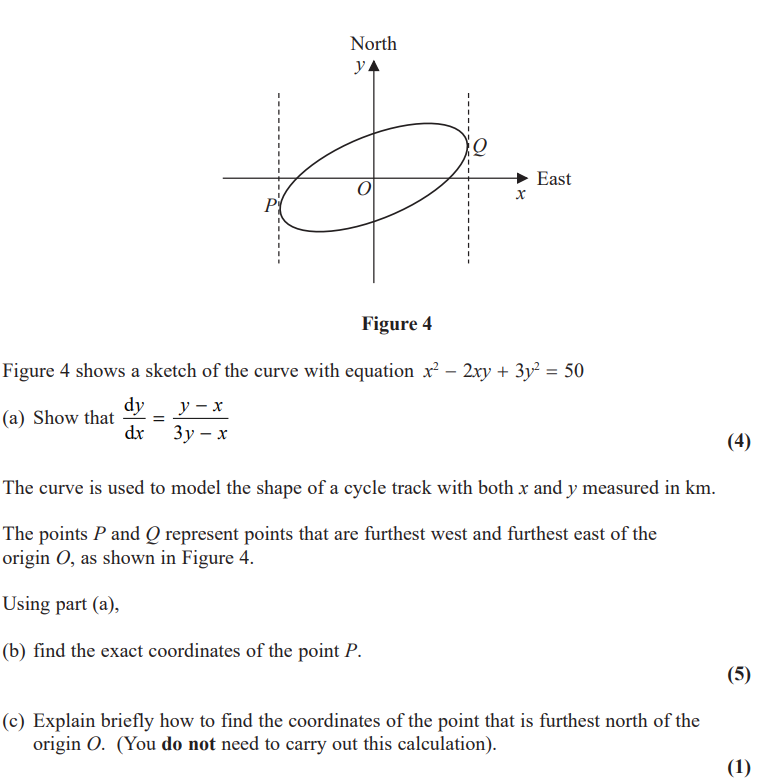 North
y
Q
O
East
x
P
Figure 4
Figure 4 shows a sketch of the curve with equation x² – 2xy + 3y² = 50
(a) Show that dy/dx = (y – x)/(3y – x)
(4)
The curve is used to model the shape of a cycle track with both x and y measured in km.
The points P and Q represent points that are furthest west and furthest east of the
origin O, as shown in Figure 4.
Using part (a),
(b) find the exact coordinates of the point P.
(5)
(c) Explain briefly how to find the coordinates of the point that is furthest north of the
origin O. (You do not need to carry out this calculation).
(1)